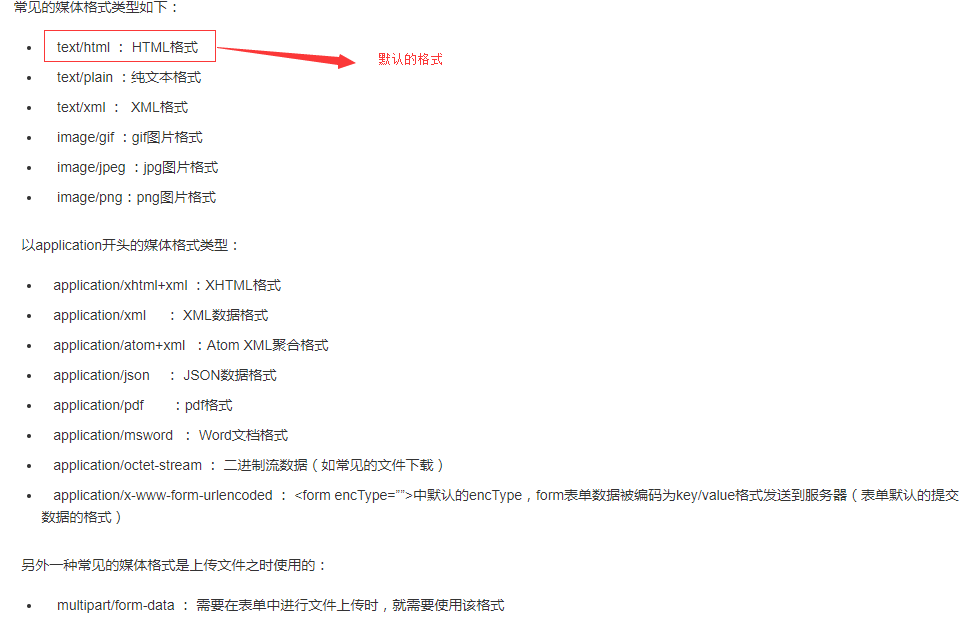 常见的媒体格式类型如下：
text/html ： HTML格式
默认的格式
text/plain ：纯文本格式
text/xml ： XML格式
image/gif ：gif图片格式
image/jpeg ：jpg图片格式
image/png：png图片格式
以application开头的媒体格式类型：
application/xhtml+xml ：XHTML格式
application/xml ： XML数据格式
application/atom+xml ：Atom XML聚合格式
application/json ： JSON数据格式
application/pdf ：pdf格式
application/msword ： Word文档格式
application/octet-stream ： 二进制流数据（如常见的文件下载）
application/x-www-form-urlencoded ： <form encType=””>中默认的encType，form表单数据被编码为key/value格式发送到服务器（表单默认的提交
数据的格式）
另外一种常见的媒体格式是上传文件之时使用的：
multipart/form-data ： 需要在表单中进行文件上传时，就需要使用该格式